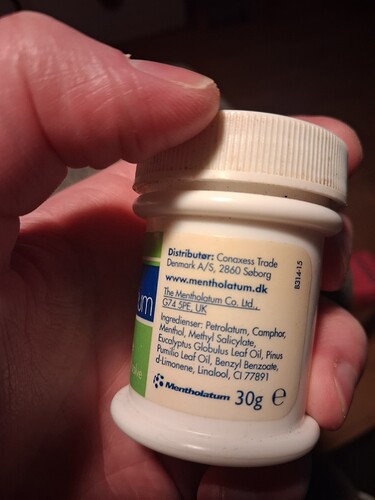 Distributør: Conaxess Trade
Denmark A/S, 2860 Søborg
www.mentholatum.dk
The Mentholatum Co. Ltd.,
G74 5PE, UK
Ingredienser: Petrolatum, Camphor,
Menthol, Methyl Salicylate,
Eucalyptus Globulus Leaf Oil, Pinus
Pumilio Leaf Oil, Benzyl Benzoate,
d-Limonene, Linalool, CI 77891
Mentholatum 30g ℮
8314-15
um